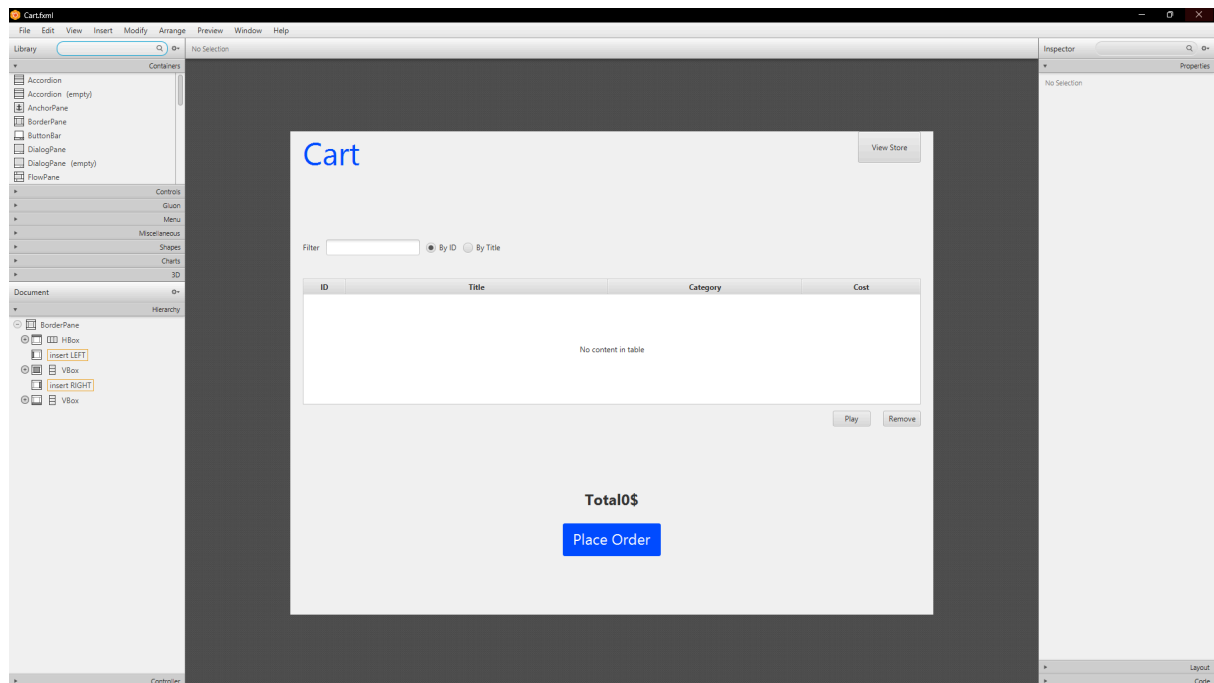 Cart.fxml
File Edit View Insert Modify Arrange Preview Window Help
Library
No Selection
Inspector
Containers
Properties
Accordion
Accordion (empty)
AnchorPane
BorderPane
ButtonBar
DialogPane
DialogPane (empty)
FlowPane
Controls
Gluon
Menu
Miscellaneous
Shapes
Charts
3D
Document
Hierarchy
BorderPane
HBox
insert LEFT
VBox
insert RIGHT
VBox
Controller
Cart
View Store
Filter By ID By Title
ID Title Category Cost
No content in table
Play Remove
Total0$
Place Order
No Selection
Layout
Code